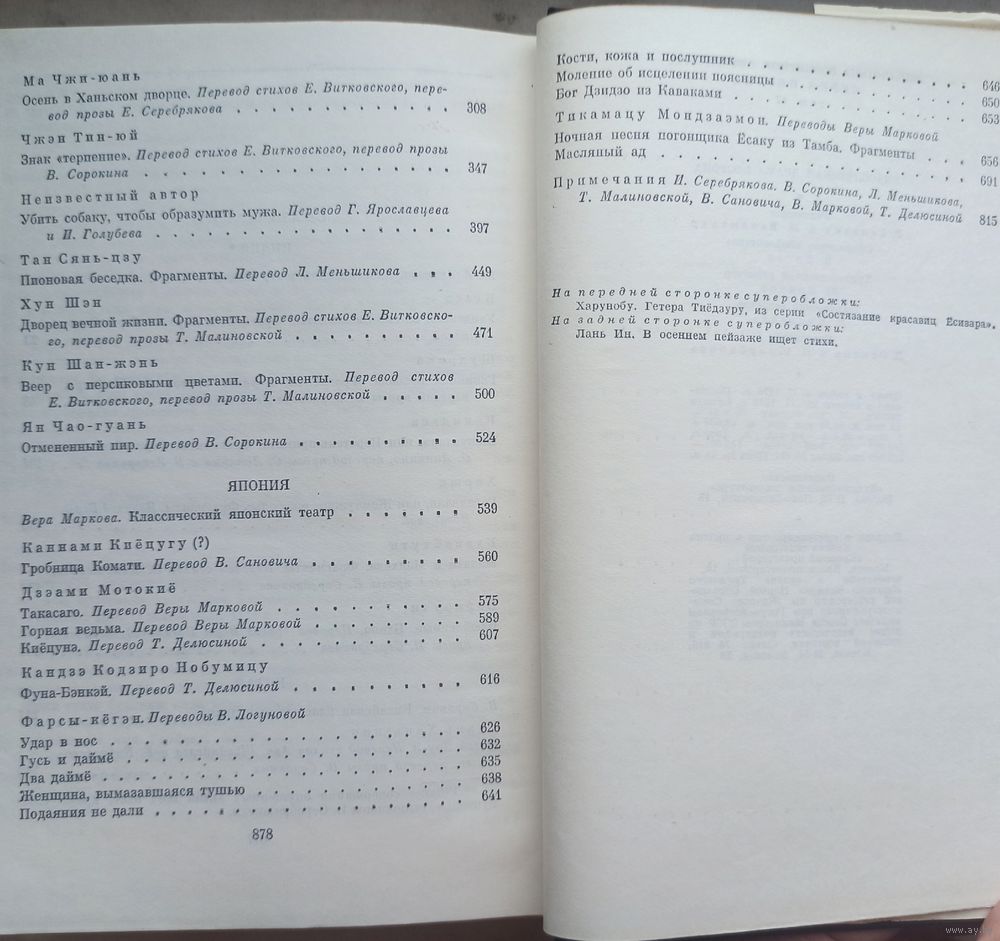 Ма Чжи-юань
Осень в Ханьском дворце. Перевод стихов Е. Витковского, пере-
вод прозы Е. Серебрякова . . . . . . . . . . 308
Чжэн Тин-юй
Знак «терпение». Перевод стихов Е. Витковского, перевод прозы
В. Сорокина . . . . . . . . . . . . . . 347
Неизвестный автор
Убить собаку, чтобы образумить мужа. Перевод Г. Ярославцева
и И. Голубева . . . . . . . . . . . . . 397
Тан Сянь-цзу
Пионовая беседка. Фрагменты. Перевод Л. Меньшикова . . . 449
Хун Шэн
Дворец вечной жизни. Фрагменты. Перевод стихов Е. Витковско-
го, перевод прозы Т. Малиновской . . . . . . . 471
Кун Шан-жэнь
Веер с персиковыми цветами. Фрагменты. Перевод стихов
Е. Витковского, перевод прозы Т. Малиновской . . . . 500
Ян Чао-гуань
Отмененный пир. Перевод В. Сорокина . . . . . . . . 524
ЯПОНИЯ
Вера Маркова. Классический японский театр . . . . . . 539
Каннами Киёцугу (?)
Гробница Комати. Перевод В. Сановича . . . . . . . 560
Дзэами Мотокиё
Такасаго. Перевод Веры Марковой . . . . . . . . 575
Горная ведьма. Перевод Веры Марковой . . . . . . . 589
Киёцунэ. Перевод Т. Делюсиной . . . . . . . . . 607
Кандзэ Кодзиро Нобумицу
Фуна-Бэнкэй. Перевод Т. Делюсиной . . . . . . . . 616
Фарсы-кёгэн. Переводы В. Логуновой
Удар в нос . . . . . . . . . . . . . . . 626
Гусь и даймё . . . . . . . . . . . . . . 632
Два даймё . . . . . . . . . . . . . . . 635
Женщина, вымазавшаяся тушью . . . . . . . . . 638
Подаяния не дали . . . . . . . . . . . . . 641
878
Кости, кожа и послушник . . . . . . . . . . 646
Моление об исцелении поясницы . . . . . . . . 650
Бог Дзидзо из Каваками . . . . . . . . . . 653
Тикамацу Мондзаэмон. Переводы Веры Марковой
Ночная песня погонщика Ёсаку из Тамба. Фрагменты . . . 656
Масляный ад . . . . . . . . . . . . . . 691
Примечания И. Серебрякова. В. Сорокина, Л. Меньшикова,
Т. Малиновской, В. Сановича, В. Марковой, Т. Делюсиной 815
На передней сторонке суперобложки:
Харунобу. Гетера Тиёдзуру, из серии «Состязание красавиц Ёсивара».
На задней сторонке суперобложки:
Лань Ин. В осеннем пейзаже ищет стихи.